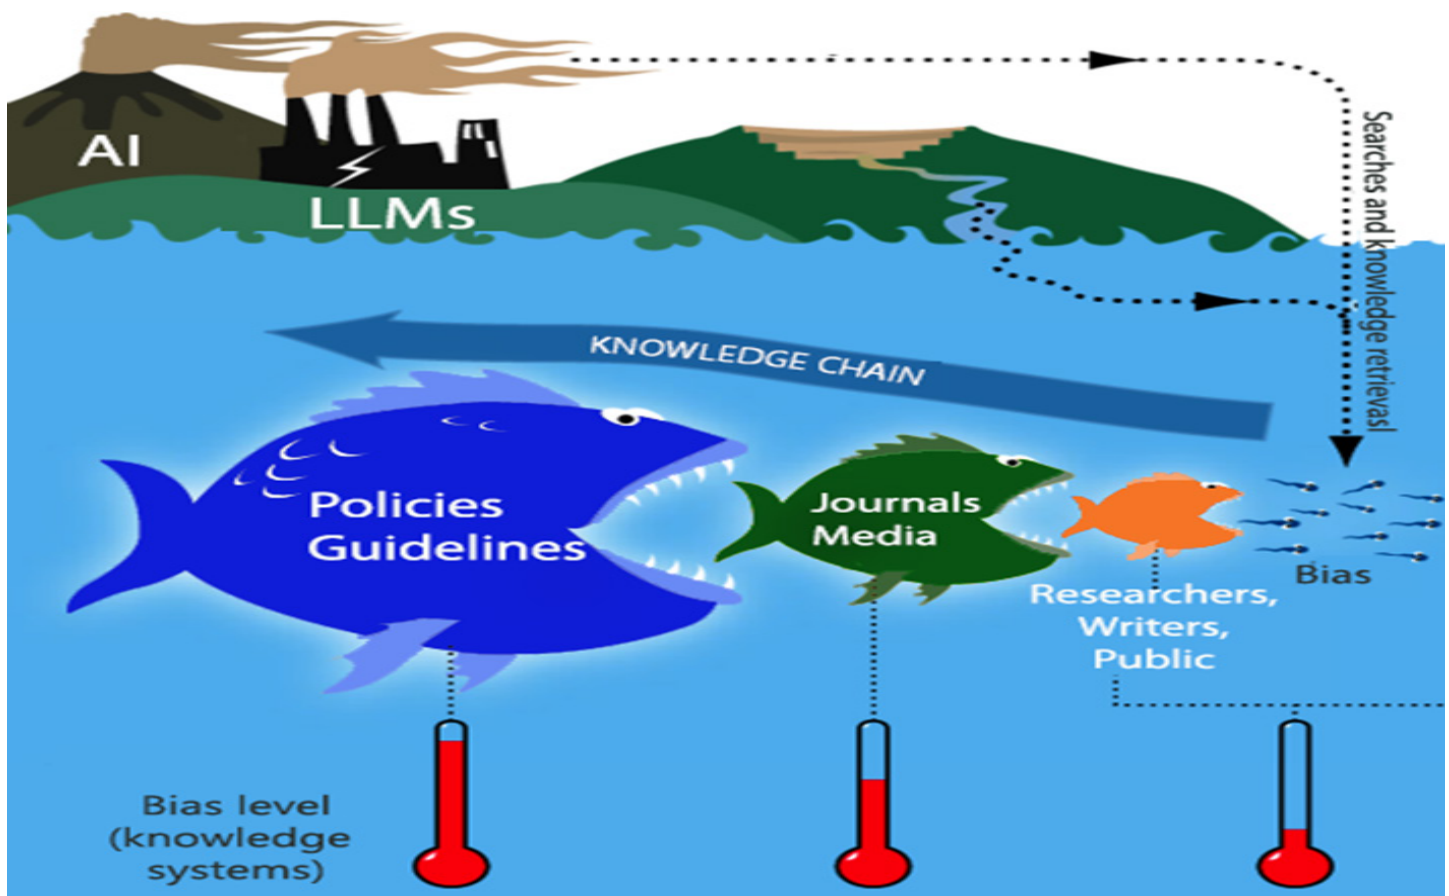 AI
LLMs
Searches and knowledge retrievasl
KNOWLEDGE CHAIN
Policies
Guidelines
Journals
Media
Bias
Researchers,
Writers,
Public
Bias level
(knowledge
systems)